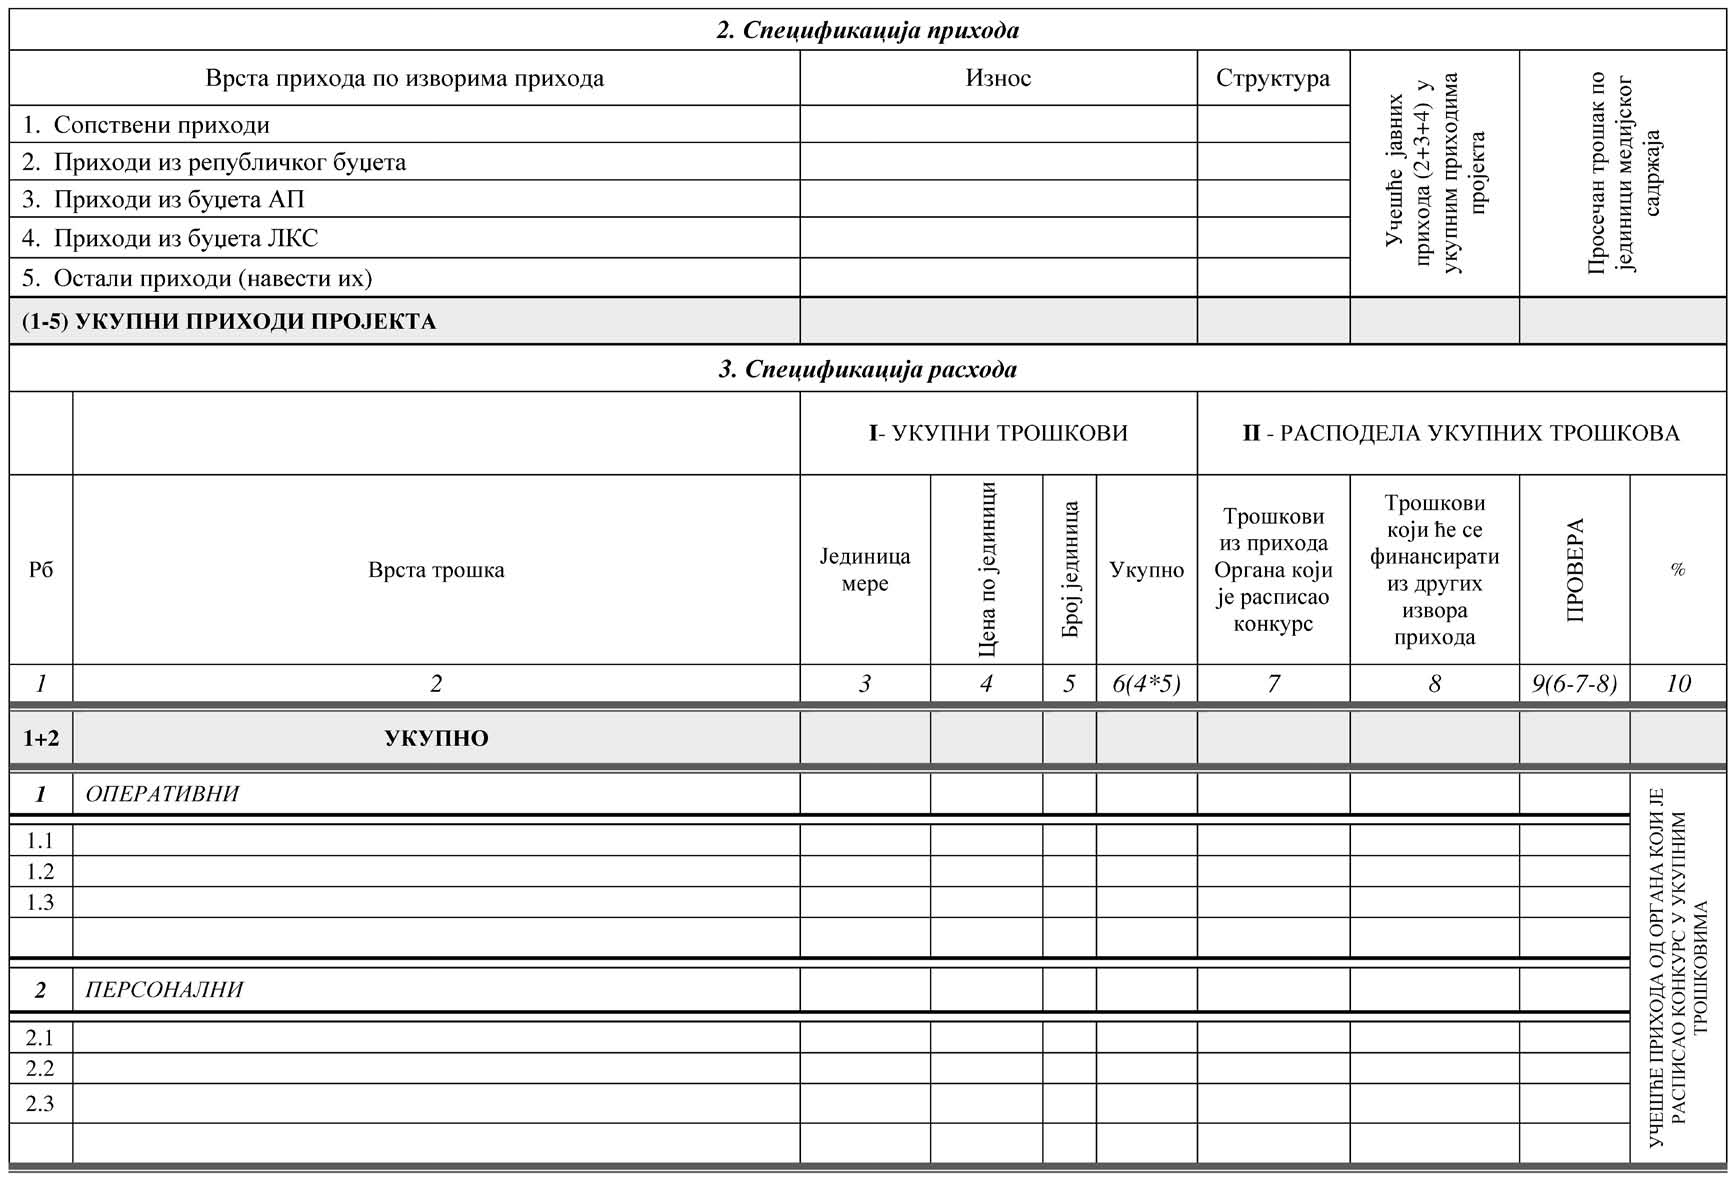 2. Спецификација прихода
Врста прихода по изворима прихода
Износ
Структура
Учешће јавних
прихода (2+3+4) у
укупним приходима
пројекта
Просечан трошак по
јединици медијског
садржаја
1. Сопствени приходи
2. Приходи из републичког буџета
3. Приходи из буџета АП
4. Приходи из буџета ЛКС
5. Остали приходи (навести их)
(1-5) УКУПНИ ПРИХОДИ ПРОЈЕКТА
3. Спецификација расхода
I- УКУПНИ ТРОШКОВИ
II - РАСПОДЕЛА УКУПНИХ ТРОШКОВА
Рб
Врста трошка
Јединица
мере
Цена по јединици
Број јединица
Укупно
Трошкови
из прихода
Органа који
је расписао
конкурс
Трошкови
који ће се
финансирати
из других
извора
прихода
ПРОВЕРА
%
1 2 3 4 5 6(4*5) 7 8 9(6-7-8) 10
1+2 УКУПНО
1 ОПЕРАТИВНИ
1.1
1.2
1.3
2 ПЕРСОНАЛНИ
2.1
2.2
2.3
УЧЕШЋЕ ПРИХОДА ОД ОРГАНА КОЈИ ЈЕ
РАСПИСАО КОНКУРС У УКУПНИМ
ТРОШКОВИМА